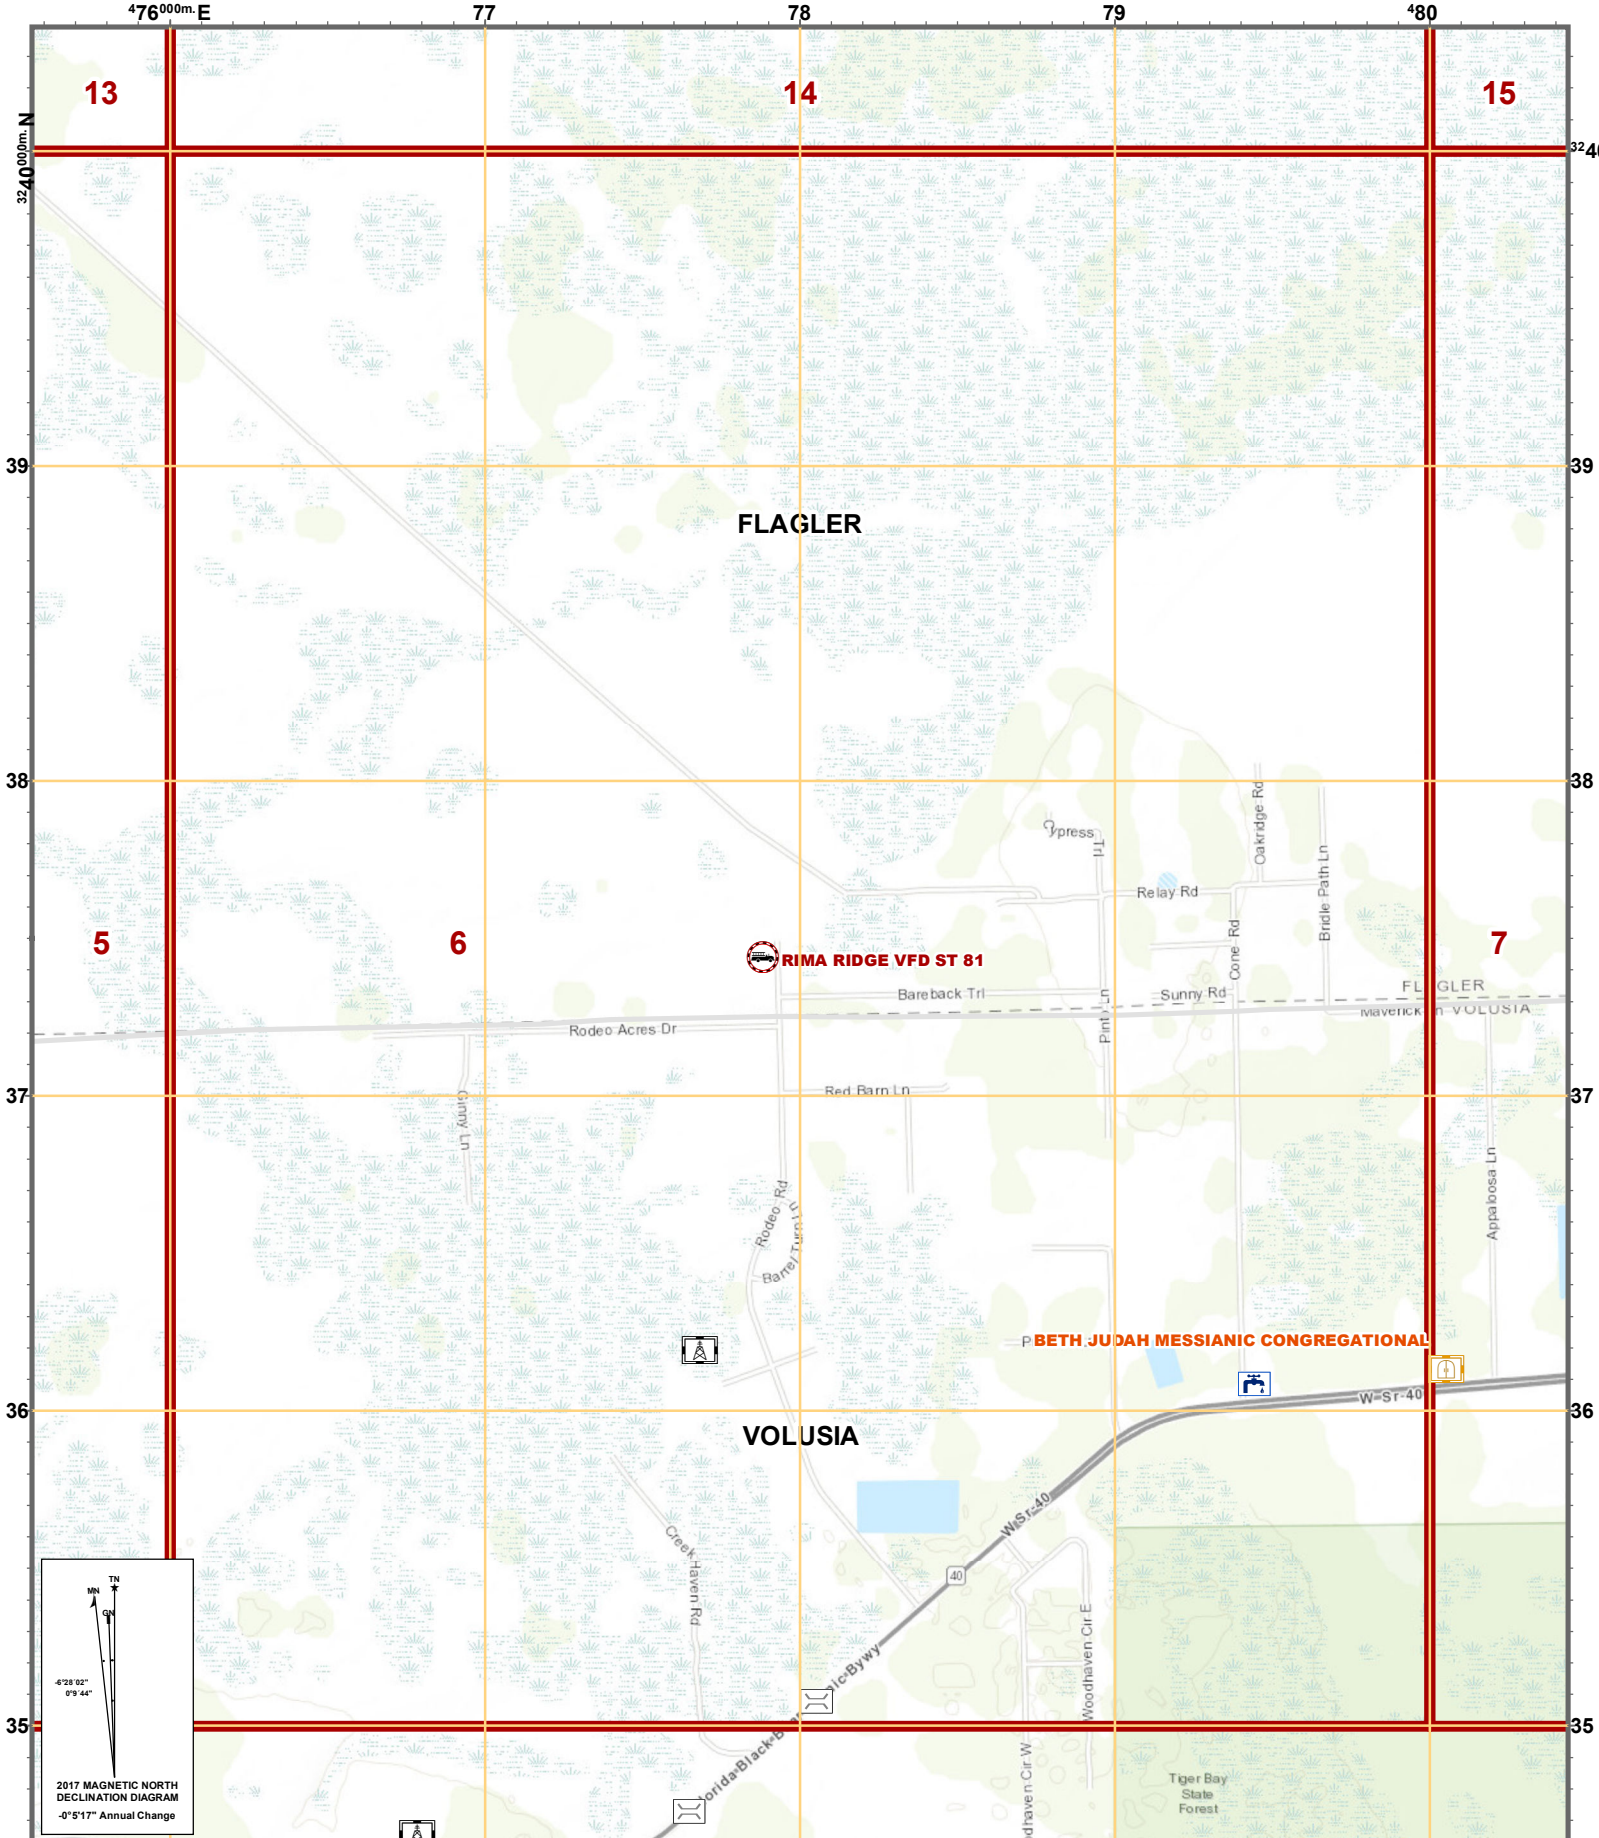 476000m. E 77 78 79 480
13 14 15
3240000m. N
39 39
FLAGLER
38 38
Cypress Trl
Oakridge Rd
Relay Rd
Bridle Path Ln
5 6 7
Cone Rd
RIMA RIDGE VFD ST 81
Bareback Trl
Sunny Rd
FLAGLER
Pinto Ln
Maverick VOLUSIA
Rodeo Acres Dr
Red Barn Ln
37 37
Ginny Ln
Appaloosa Ln
Rodeo Rd
Barrel Turn
BETH JUDAH MESSIANIC CONGREGATIONAL
W Sr-40
36 36
VOLUSIA
W Sr-40
Creek Haven Rd
40
Woodhaven Cir E
35 35
TN
MN
GN
-6°28'02"
0°9'44"
2017 MAGNETIC NORTH
DECLINATION DIAGRAM
-0°5'17" Annual Change
Tiger Bay
State
Forest